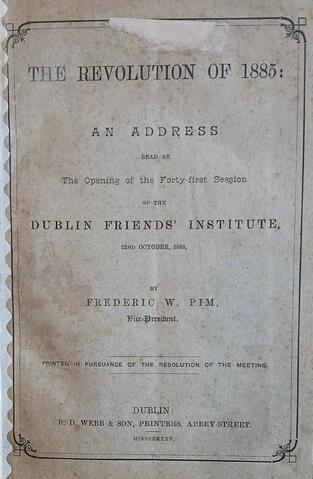 THE REVOLUTION OF 1885:
AN ADDRESS
READ AT
The Opening of the Forty-first Session
OF THE
DUBLIN FRIENDS' INSTITUTE,
22ND OCTOBER, 1885,
BY
FREDERIC W. PIM,
Vice-President.
PRINTED IN PURSUANCE OF THE RESOLUTION OF THE MEETING.
DUBLIN:
R. D. WEBB & SON, PRINTERS, ABBEY-STREET.
MDCCCLXXXV.